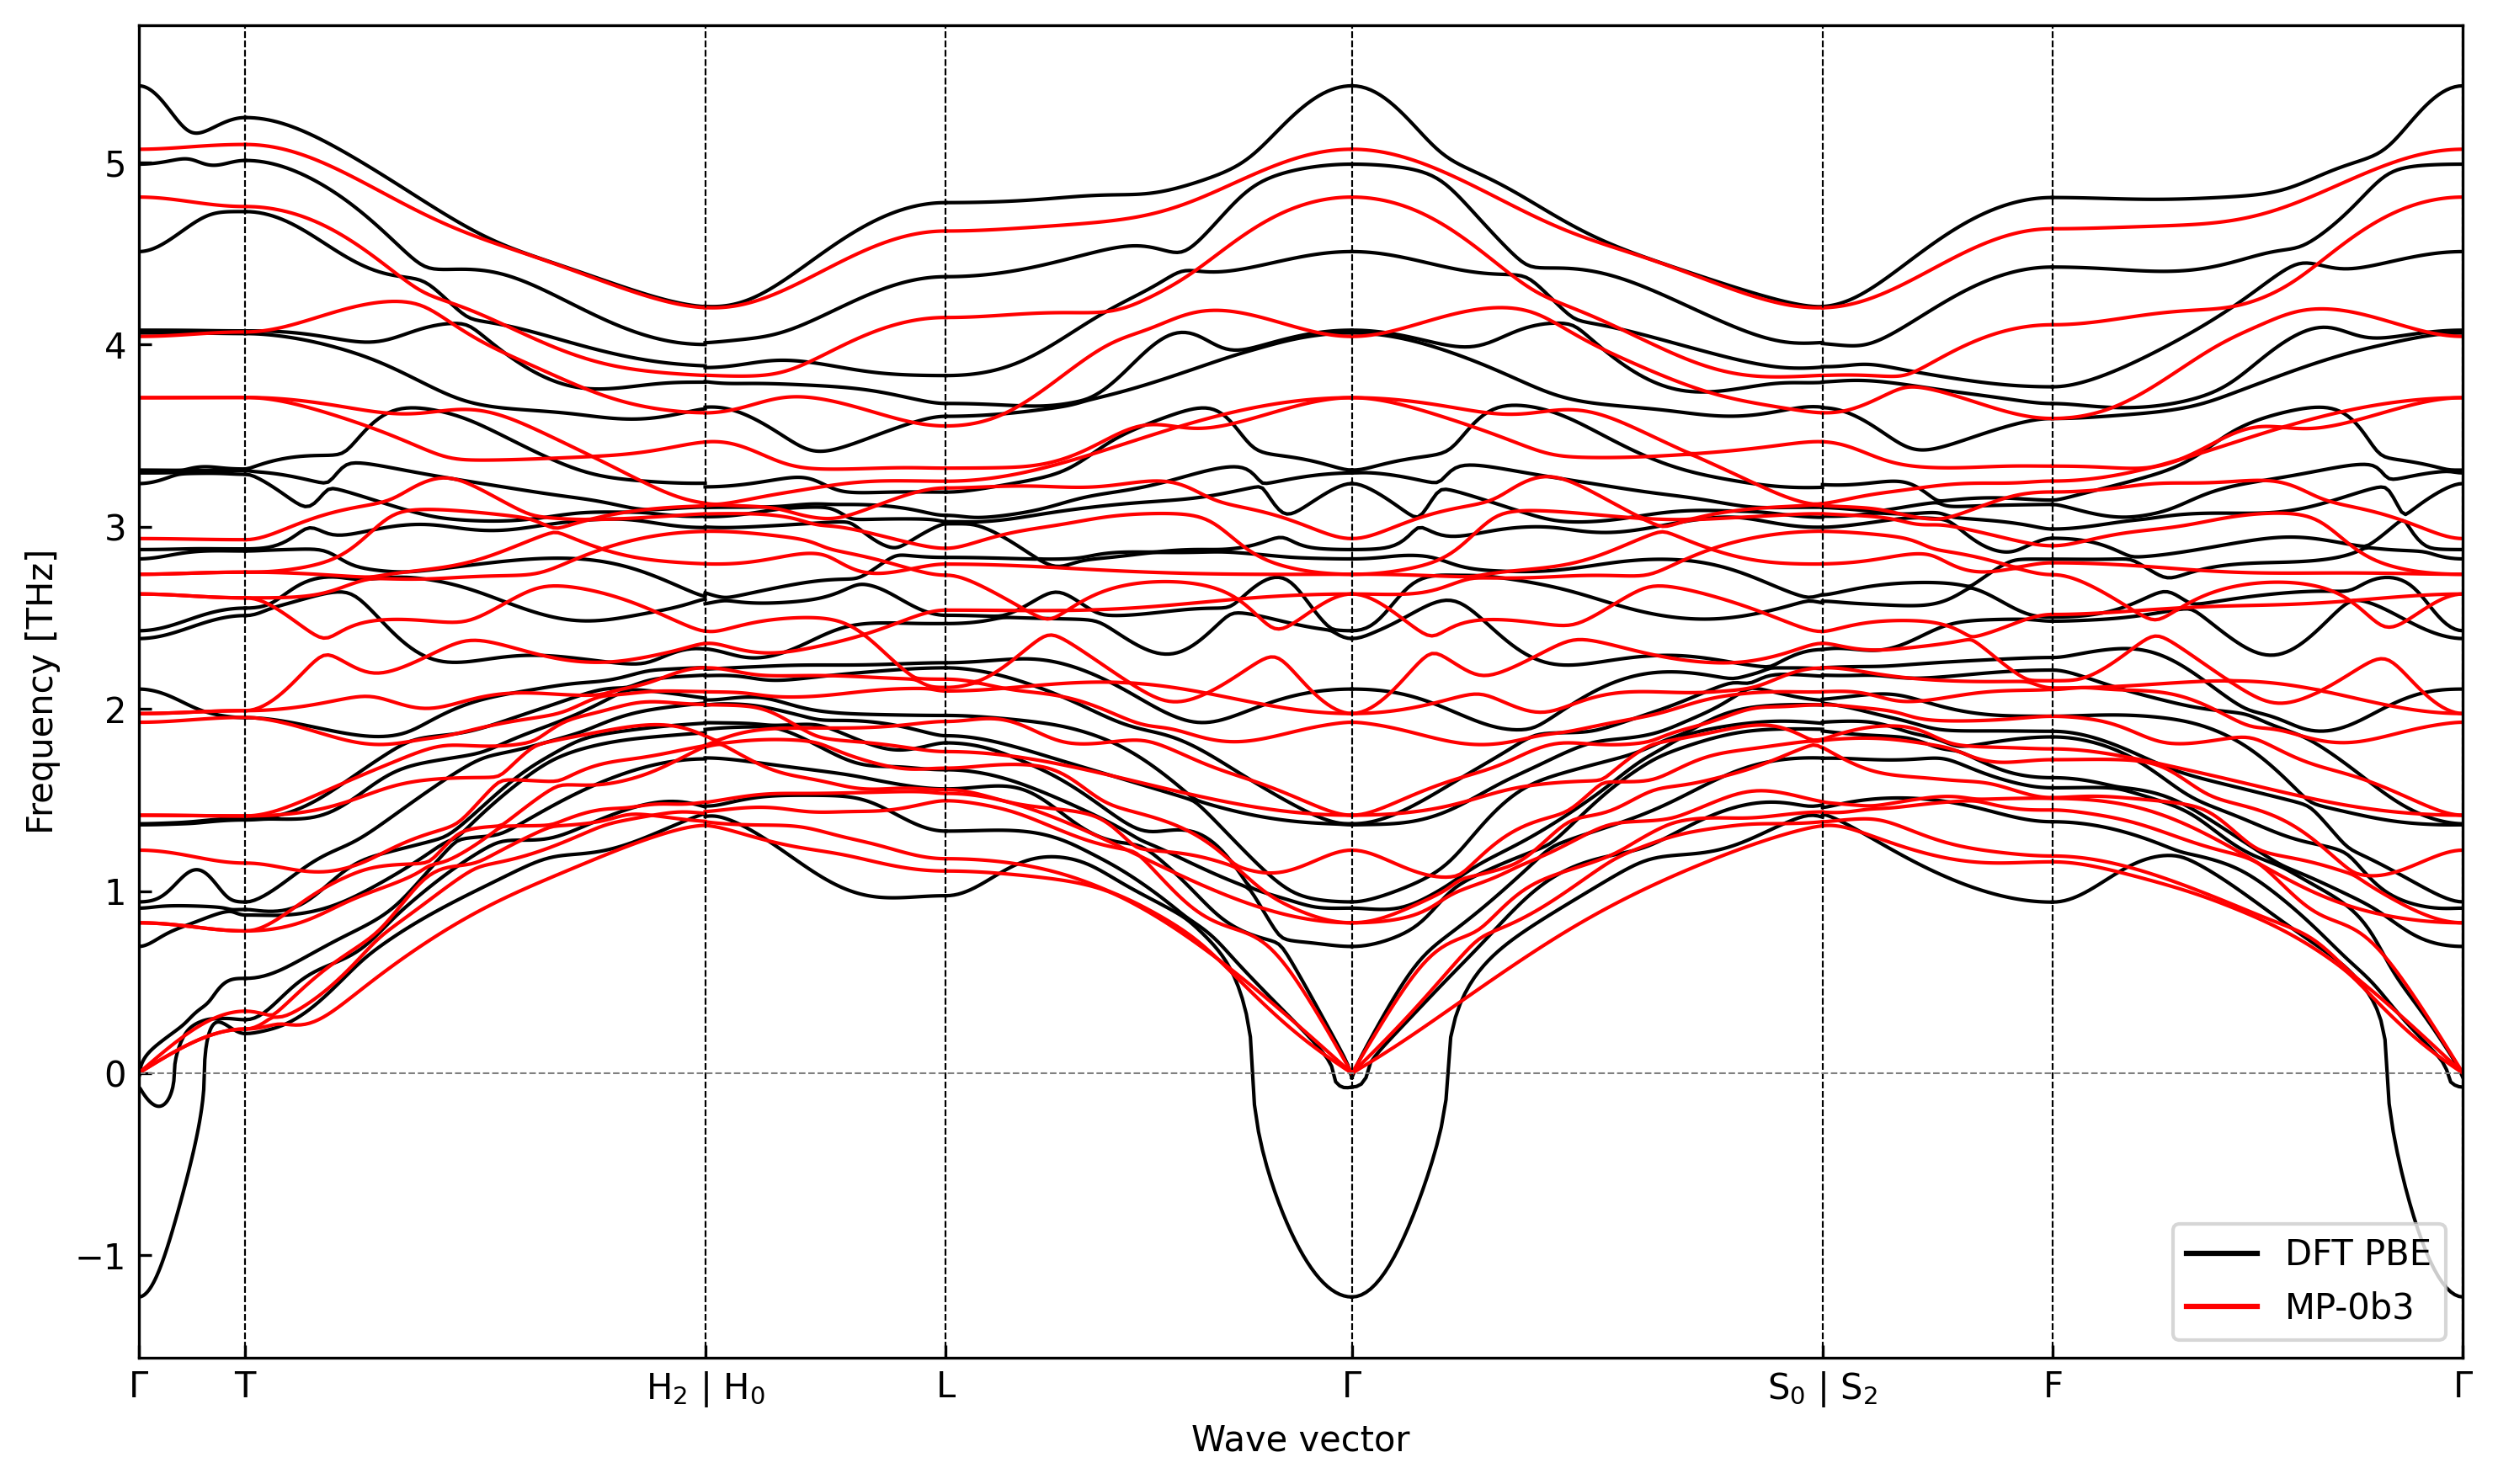 Frequency [THz]
5
4
3
2
1
0
−1
DFT PBE
MP-0b3
Γ T H₂ | H₀ L Γ S₀ | S₂ F Γ
Wave vector